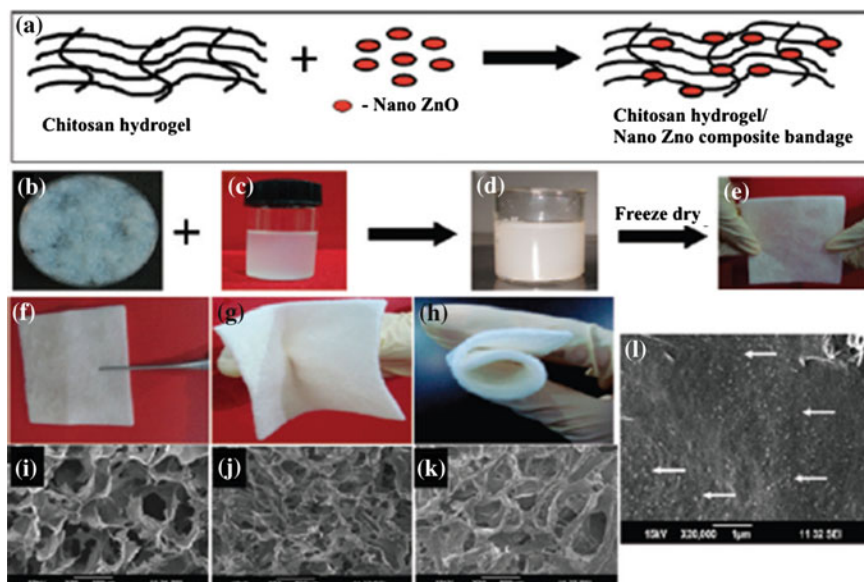 (a)
+
Chitosan hydrogel
- Nano ZnO
Chitosan hydrogel/
Nano Zno composite bandage
(b)
+
(c)
(d)
Freeze dry
(e)
(f)
(g)
(h)
(l)
(i)
(j)
(k)
15kV X20,000 1μm 11 32 SEI